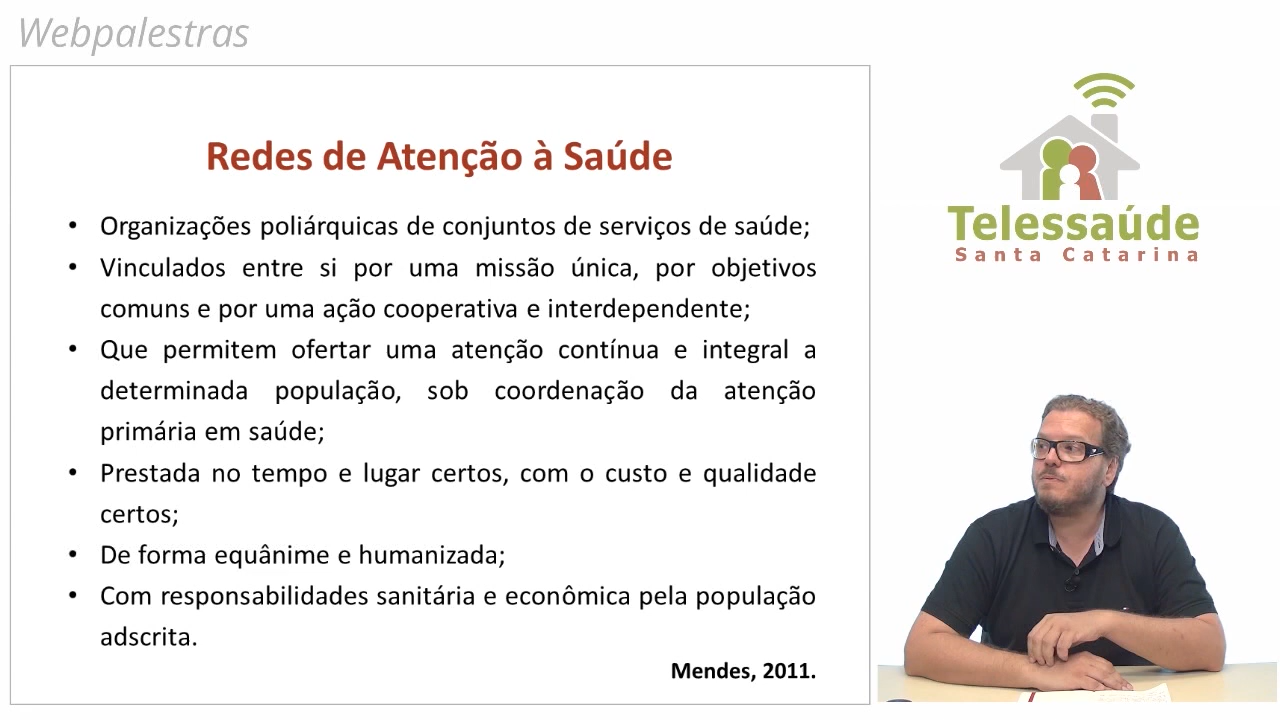 Webpalestras
Redes de Atenção à Saúde
• Organizações poliárquicas de conjuntos de serviços de saúde;
• Vinculados entre si por uma missão única, por objetivos
comuns e por uma ação cooperativa e interdependente;
• Que permitem ofertar uma atenção contínua e integral a
determinada população, sob coordenação da atenção
primária em saúde;
• Prestada no tempo e lugar certos, com o custo e qualidade
certos;
• De forma equânime e humanizada;
• Com responsabilidades sanitária e econômica pela população
adscrita.
Mendes, 2011.
Telessaúde
Santa Catarina